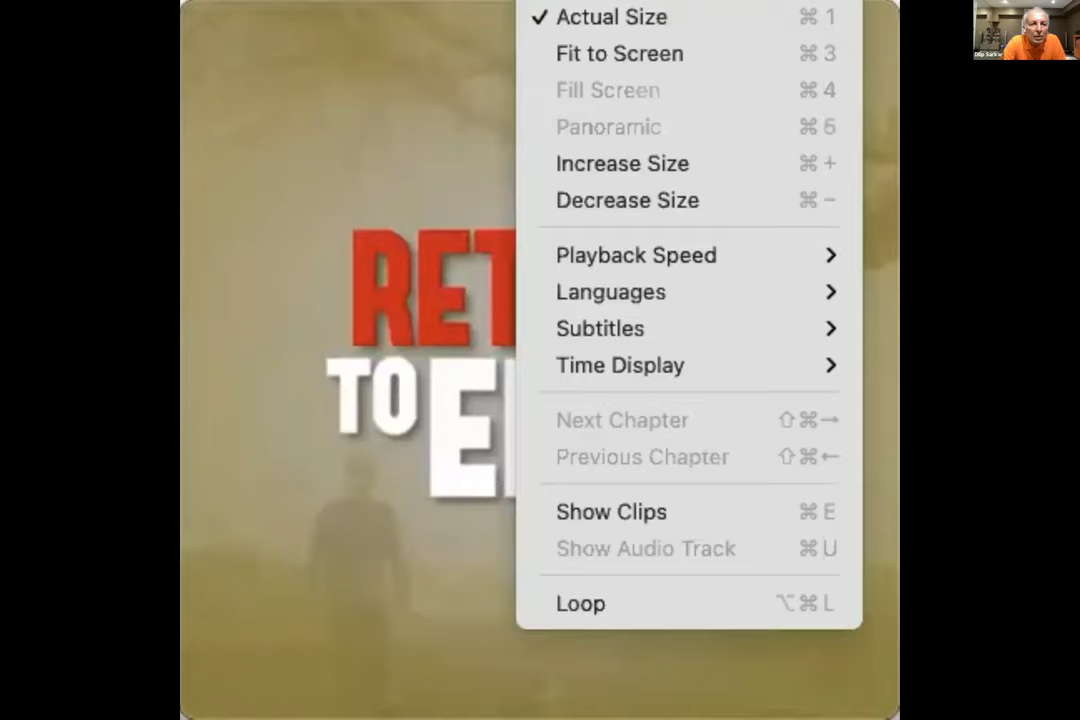 Actual Size ⌘ 1
Fit to Screen ⌘ 3
Fill Screen ⌘ 4
Panoramic ⌘ 5
Increase Size ⌘ +
Decrease Size ⌘ −
Playback Speed
Languages
Subtitles
Time Display
Next Chapter ⇧⌘→
Previous Chapter ⇧⌘←
Show Clips ⌘ E
Show Audio Track ⌘ U
Loop ⌥⌘ L
RET
TO E